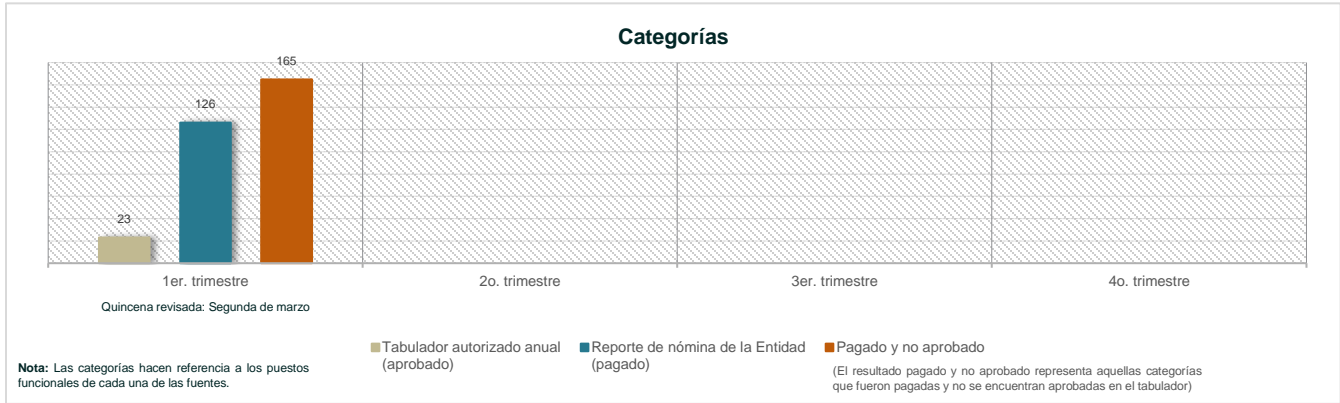 Categorías
165
126
23
1er. trimestre
2o. trimestre
3er. trimestre
4o. trimestre
Quincena revisada: Segunda de marzo
Tabulador autorizado anual
(aprobado)
Reporte de nómina de la Entidad
(pagado)
Pagado y no aprobado
(El resultado pagado y no aprobado representa aquellas categorías
que fueron pagadas y no se encuentran aprobadas en el tabulador)
Nota: Las categorías hacen referencia a los puestos
funcionales de cada una de las fuentes.